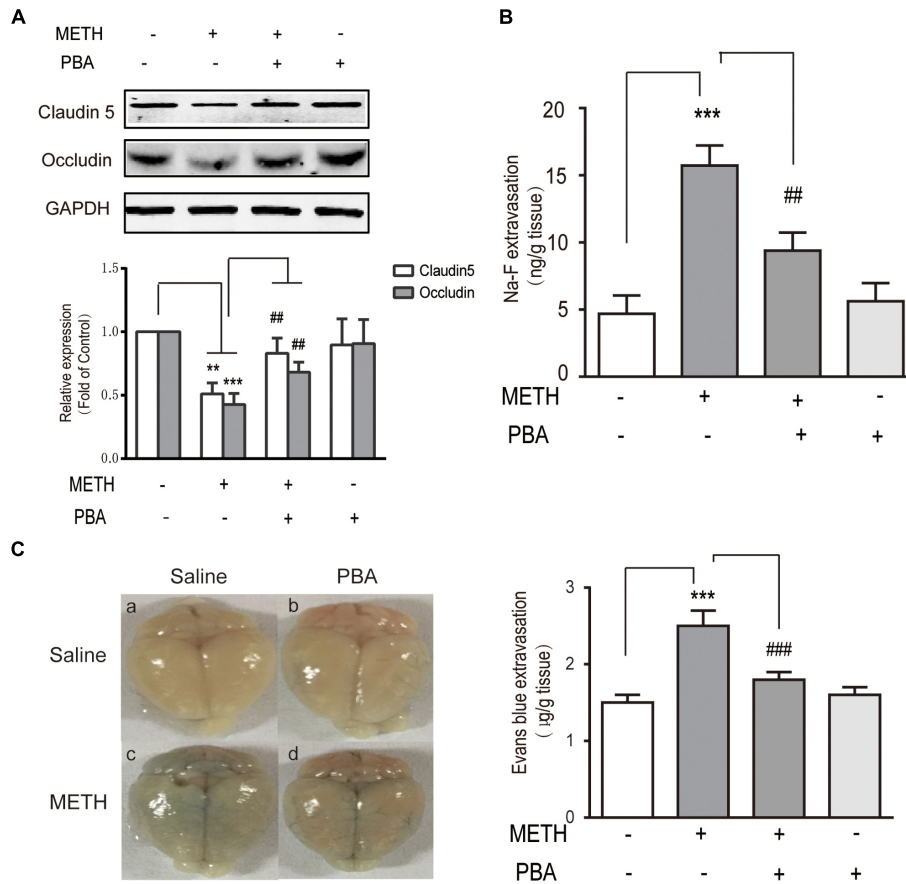 A
METH - + + -
PBA - - + +
Claudin 5
Occludin
GAPDH
Relative expression
(Fold of Control)
1.5
1.0
0.5
0.0
** *** ## ##
Claudin5
Occludin
METH - + + -
PBA - - + +
B
Na-F extravasation
(ng/g tissue)
20
15
10
5
0
***
##
METH - + + -
PBA - - + +
C
Saline PBA
Saline
METH
a b
c d
Evans blue extravasation
( μg/g tissue)
3
2
1
0
***
###
METH - + + -
PBA - - + +